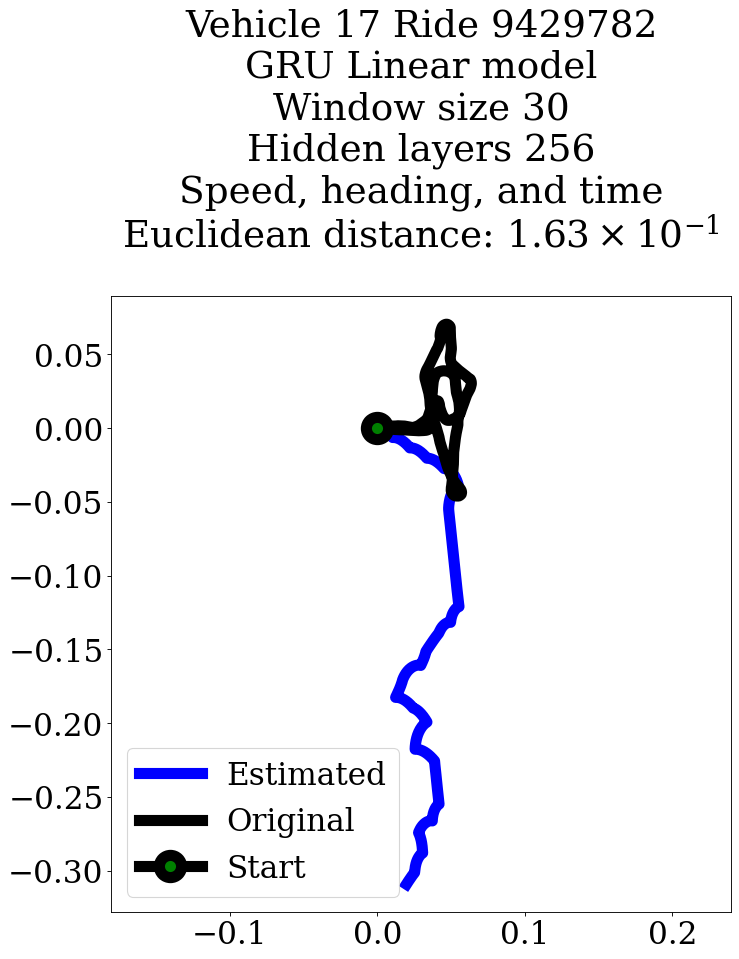 Vehicle 17 Ride 9429782
GRU Linear model
Window size 30
Hidden layers 256
Speed, heading, and time
Euclidean distance: 1.63 × 10⁻¹
0.05
0.00
−0.05
−0.10
−0.15
−0.20
−0.25
−0.30
Estimated
Original
Start
−0.1 0.0 0.1 0.2